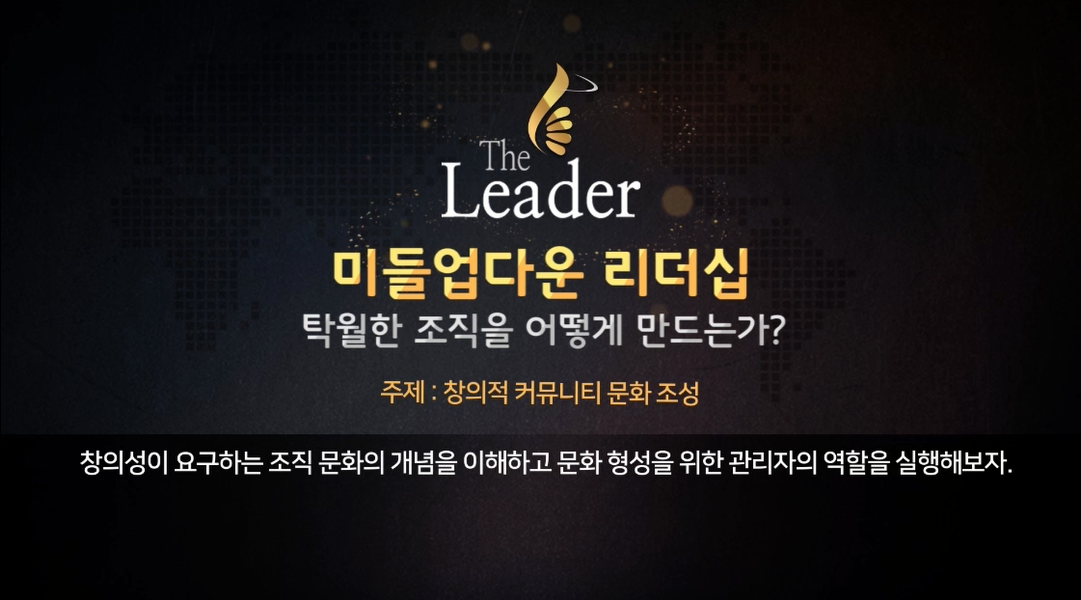 The
Leader
미들업다운 리더십
탁월한 조직을 어떻게 만드는가?
주제 : 창의적 커뮤니티 문화 조성
창의성이 요구하는 조직 문화의 개념을 이해하고 문화 형성을 위한 관리자의 역할을 실행해보자.